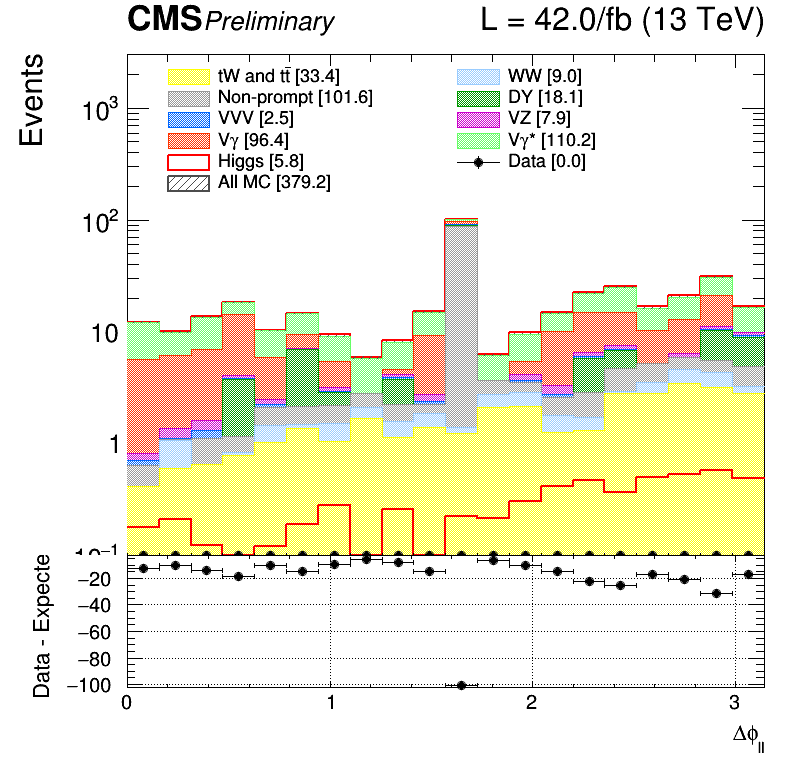 CMS Preliminary L = 42.0/fb (13 TeV)
Events
tW and tt̄ [33.4] WW [9.0]
Non-prompt [101.6] DY [18.1]
VVV [2.5] VZ [7.9]
Vγ [96.4] Vγ* [110.2]
Higgs [5.8] Data [0.0]
All MC [379.2]
10³
10²
10
1
10⁻¹
Data - Expecte
−20
−40
−60
−80
−100
0 1 2 3
Δϕ_ll